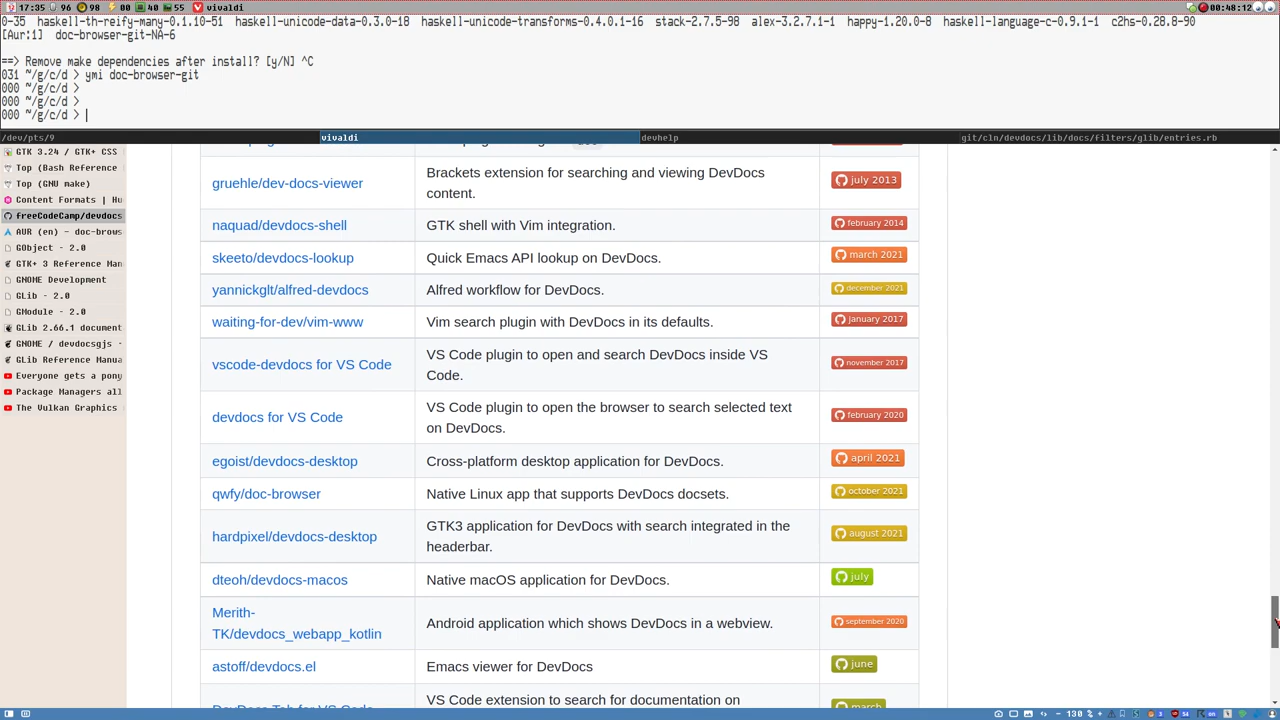 17:35 96 98 00 40 55 vivaldi 00:48:12
0-35 haskell-th-reify-many-0.1.10-51 haskell-unicode-data-0.3.0-18 haskell-unicode-transforms-0.4.0.1-16 stack-2.7.5-98 alex-3.2.7.1-1 happy-1.20.0-8 haskell-language-c-0.9.1-1 c2hs-0.28.8-90
[Aur:1] doc-browser-git-NA-6
==> Remove make dependencies after install? [y/N] ^C
031 ~/g/c/d > ymi doc-browser-git
000 ~/g/c/d >
000 ~/g/c/d >
000 ~/g/c/d >
/dev/pts/9 vivaldi devhelp git/cln/devdocs/lib/docs/filters/glib/entries.rb
GTK 3.24 / GTK+ CSS
Top (Bash Reference
Top (GNU make)
Content Formats | Hu
freeCodeCamp/devdocs
AUR (en) - doc-brows
GObject - 2.0
GTK+ 3 Reference Man
GNOME Development
GLib - 2.0
GModule - 2.0
GLib 2.66.1 document
GNOME / devdocsgjs -
GLib Reference Manua
Everyone gets a pony
Package Managers all
The Vulkan Graphics
gruehle/dev-docs-viewer Brackets extension for searching and viewing DevDocs july 2013
content.
naquad/devdocs-shell GTK shell with Vim integration. february 2014
skeeto/devdocs-lookup Quick Emacs API lookup on DevDocs. march 2021
yannickglt/alfred-devdocs Alfred workflow for DevDocs. december 2021
waiting-for-dev/vim-www Vim search plugin with DevDocs in its defaults. january 2017
vscode-devdocs for VS Code VS Code plugin to open and search DevDocs inside VS november 2017
Code.
devdocs for VS Code VS Code plugin to open the browser to search selected text february 2020
on DevDocs.
egoist/devdocs-desktop Cross-platform desktop application for DevDocs. april 2021
qwfy/doc-browser Native Linux app that supports DevDocs docsets. october 2021
hardpixel/devdocs-desktop GTK3 application for DevDocs with search integrated in the august 2021
headerbar.
dteoh/devdocs-macos Native macOS application for DevDocs. july
Merith-
TK/devdocs_webapp_kotlin Android application which shows DevDocs in a webview. september 2020
astoff/devdocs.el Emacs viewer for DevDocs june
DevDocs Tab for VS Code VS Code extension to search for documentation on march
- 130 % +